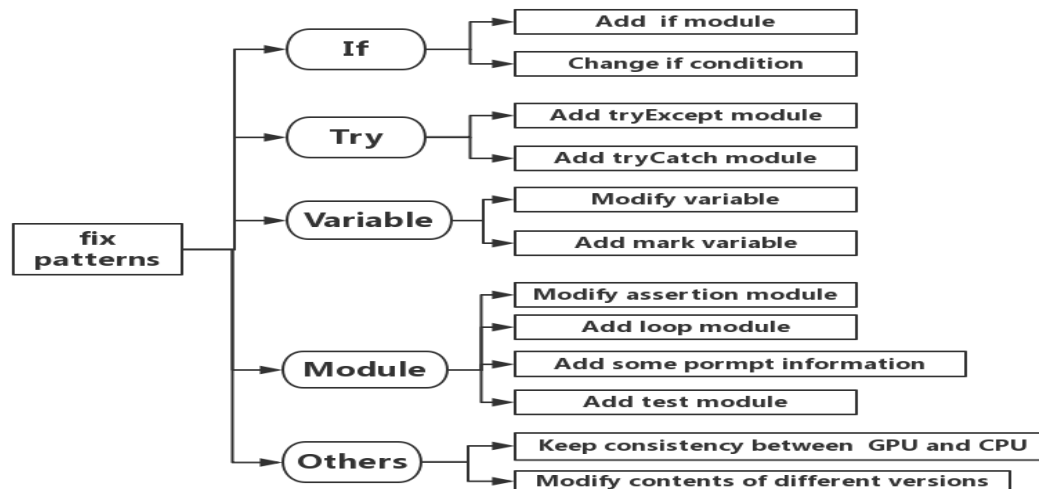 fix
patterns
If
Add if module
Change if condition
Try
Add tryExcept module
Add tryCatch module
Variable
Modify variable
Add mark variable
Module
Modify assertion module
Add loop module
Add some pormpt information
Add test module
Others
Keep consistency between GPU and CPU
Modify contents of different versions